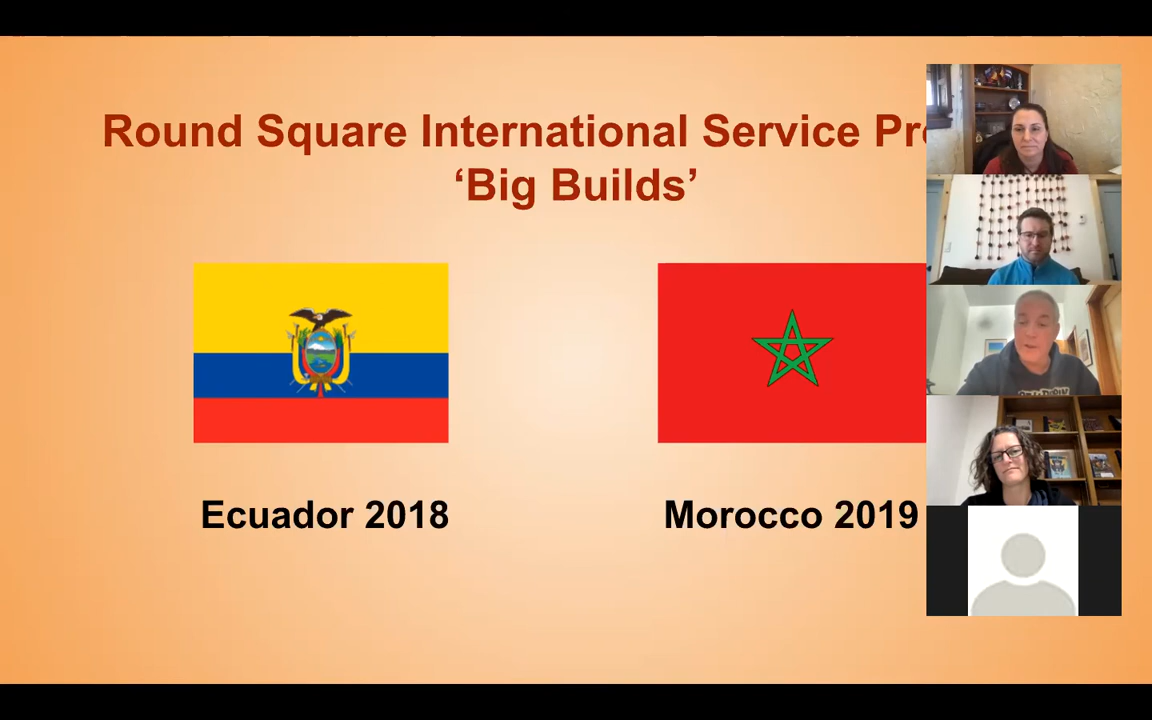 Round Square International Service Pr
‘Big Builds’
Ecuador 2018
Morocco 2019